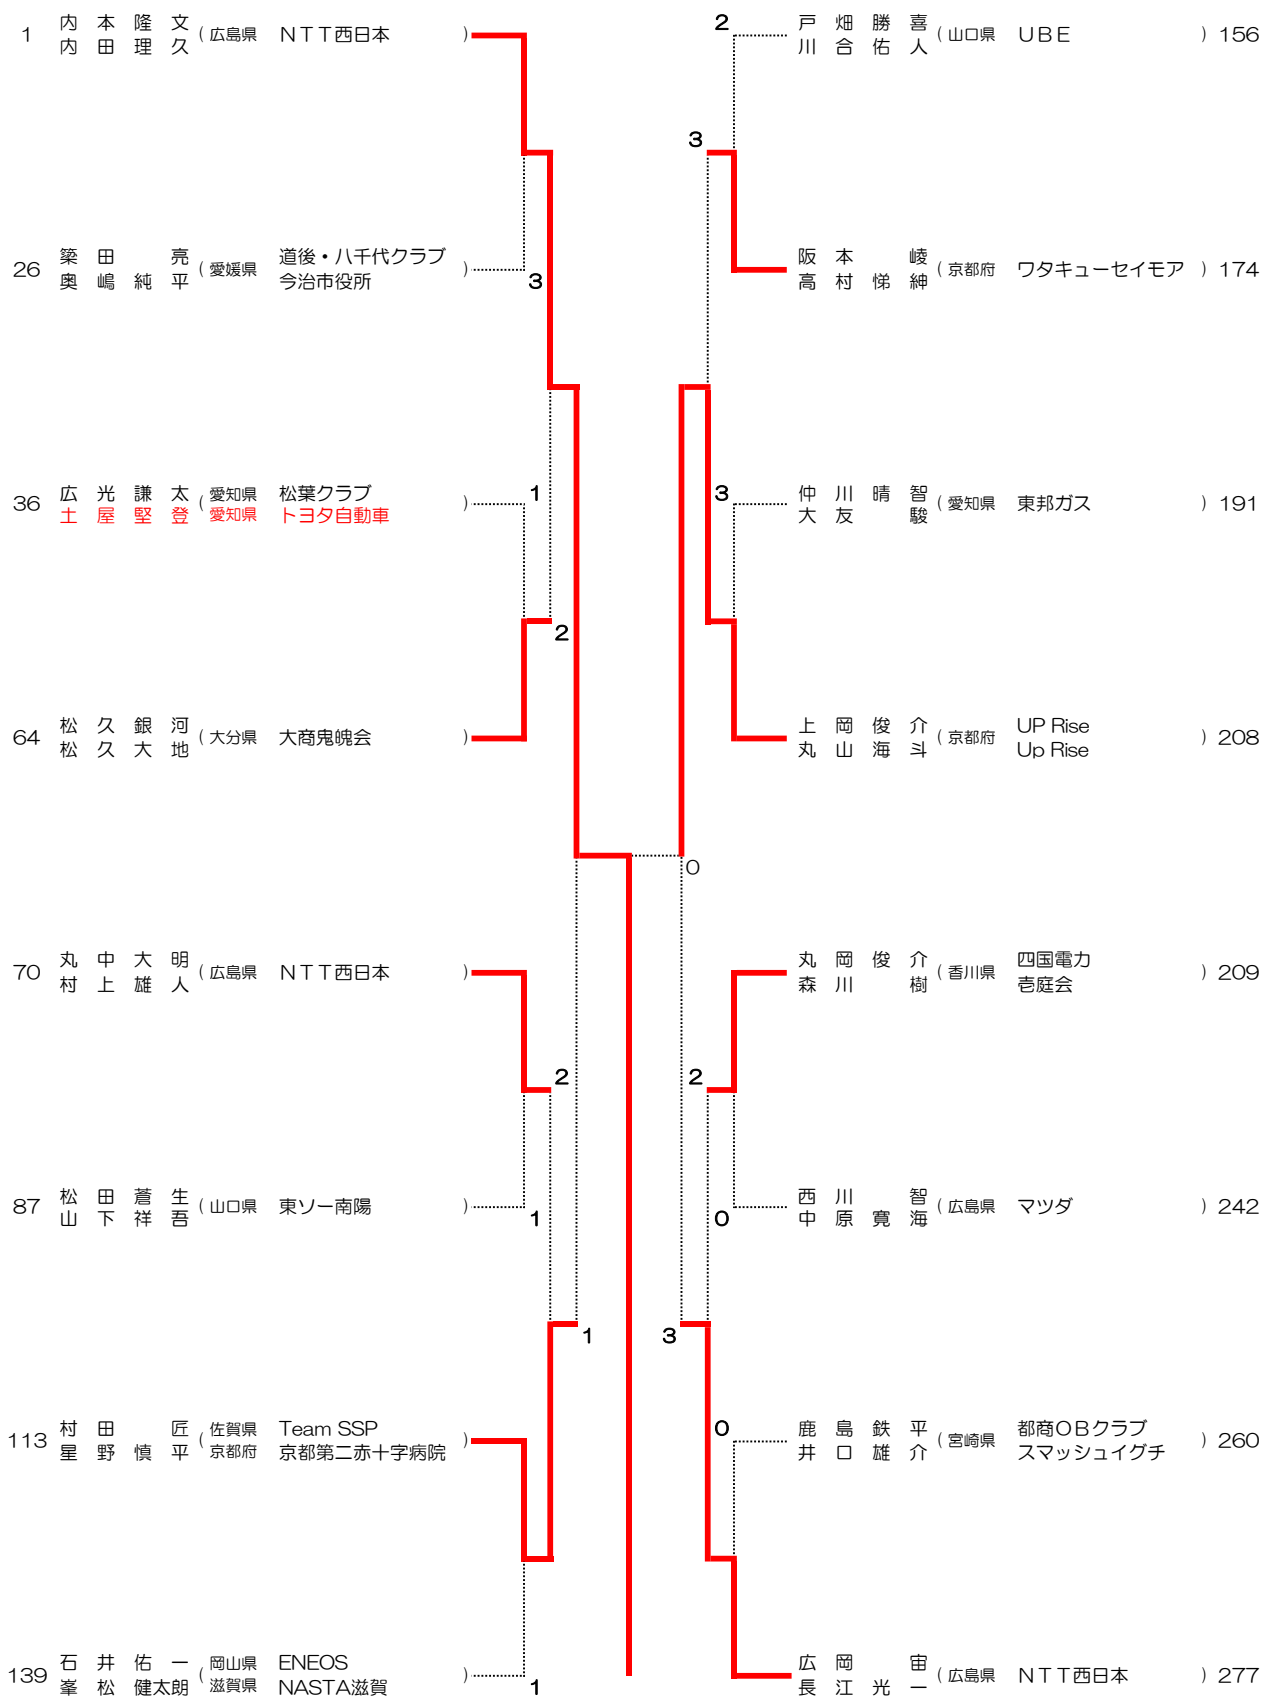 1 内本隆文 (広島県 NTT西日本)
内田理久
3
26 簗田亮 (愛媛県 道後・八千代クラブ)
奥嶋純平 今治市役所
3
36 広光謙太 (愛知県 松葉クラブ)
土屋堅登 愛知県 トヨタ自動車
1
2
64 松久銀河 (大分県 大商鬼魄会)
松久大地
70 丸中大明 (広島県 NTT西日本)
村上雄人
2
87 松田蒼生 (山口県 東ソー南陽)
山下祥吾
1
1
113 村田匠 (佐賀県 Team SSP)
星野慎平 京都府 京都第二赤十字病院
139 石井佑一 (岡山県 ENEOS)
峯松健太朗 滋賀県 NASTA滋賀
1
2
戸畑勝喜 (山口県 UBE) 156
川合佑人
3
阪本崚 (京都府 ワタキューセイモア) 174
高村悌紳
3
仲川晴智 (愛知県 東邦ガス) 191
大友駿
上岡俊介 (京都府 UP Rise) 208
丸山海斗 Up Rise
0
丸岡俊介 (香川県 四国電力) 209
森川樹 壱庭会
2
西川智 (広島県 マツダ) 242
中原寛海
0
3
0
鹿島鉄平 (宮崎県 都商OBクラブ) 260
井口雄介 スマッシュイグチ
広岡宙 (広島県 NTT西日本) 277
長江光一